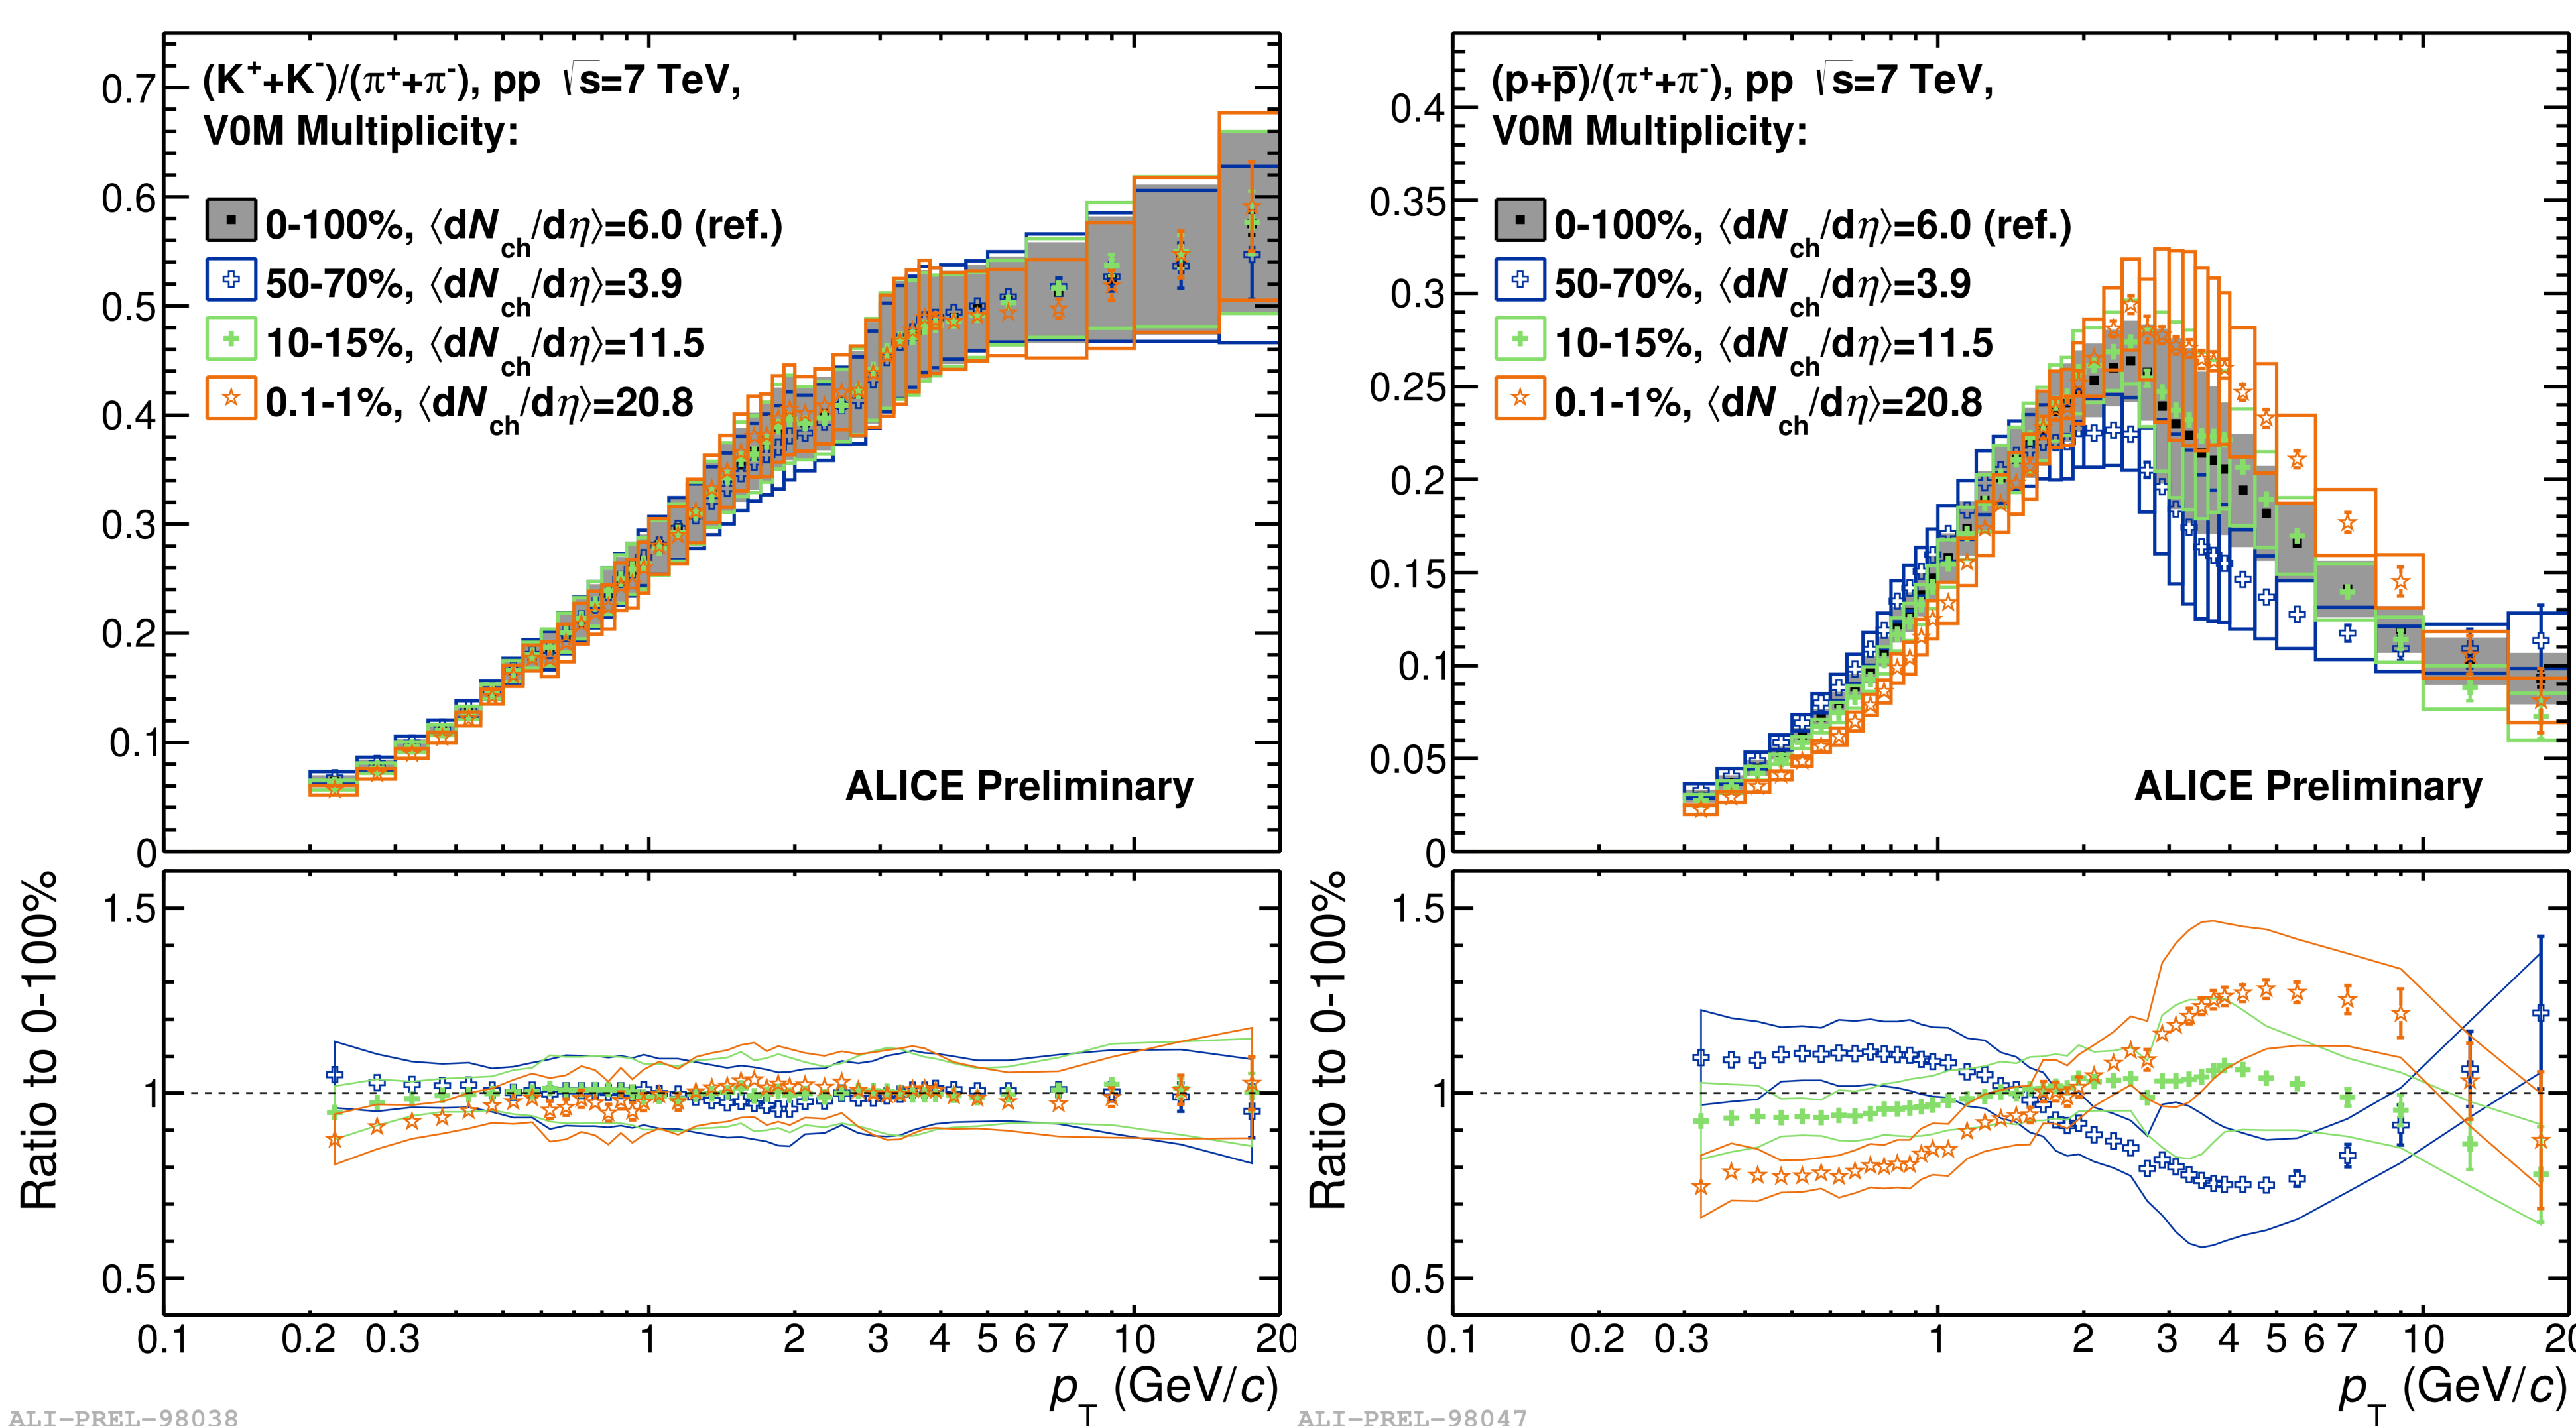 (K⁺+K⁻)/(π⁺+π⁻), pp √s=7 TeV,
V0M Multiplicity:
0-100%, ⟨dN_ch/dη⟩=6.0 (ref.)
50-70%, ⟨dN_ch/dη⟩=3.9
10-15%, ⟨dN_ch/dη⟩=11.5
0.1-1%, ⟨dN_ch/dη⟩=20.8
0.7
0.6
0.5
0.4
0.3
0.2
0.1
0
ALICE Preliminary
Ratio to 0-100%
1.5
1
0.5
0.1 0.2 0.3 1 2 3 4 5 6 7 10 20
p_T (GeV/c)
ALI-PREL-98038
(p+p̅)/(π⁺+π⁻), pp √s=7 TeV,
V0M Multiplicity:
0-100%, ⟨dN_ch/dη⟩=6.0 (ref.)
50-70%, ⟨dN_ch/dη⟩=3.9
10-15%, ⟨dN_ch/dη⟩=11.5
0.1-1%, ⟨dN_ch/dη⟩=20.8
0.4
0.35
0.3
0.25
0.2
0.15
0.1
0.05
0
ALICE Preliminary
Ratio to 0-100%
1.5
1
0.5
0.1 0.2 0.3 1 2 3 4 5 6 7 10 20
p_T (GeV/c)
ALI-PREL-98047